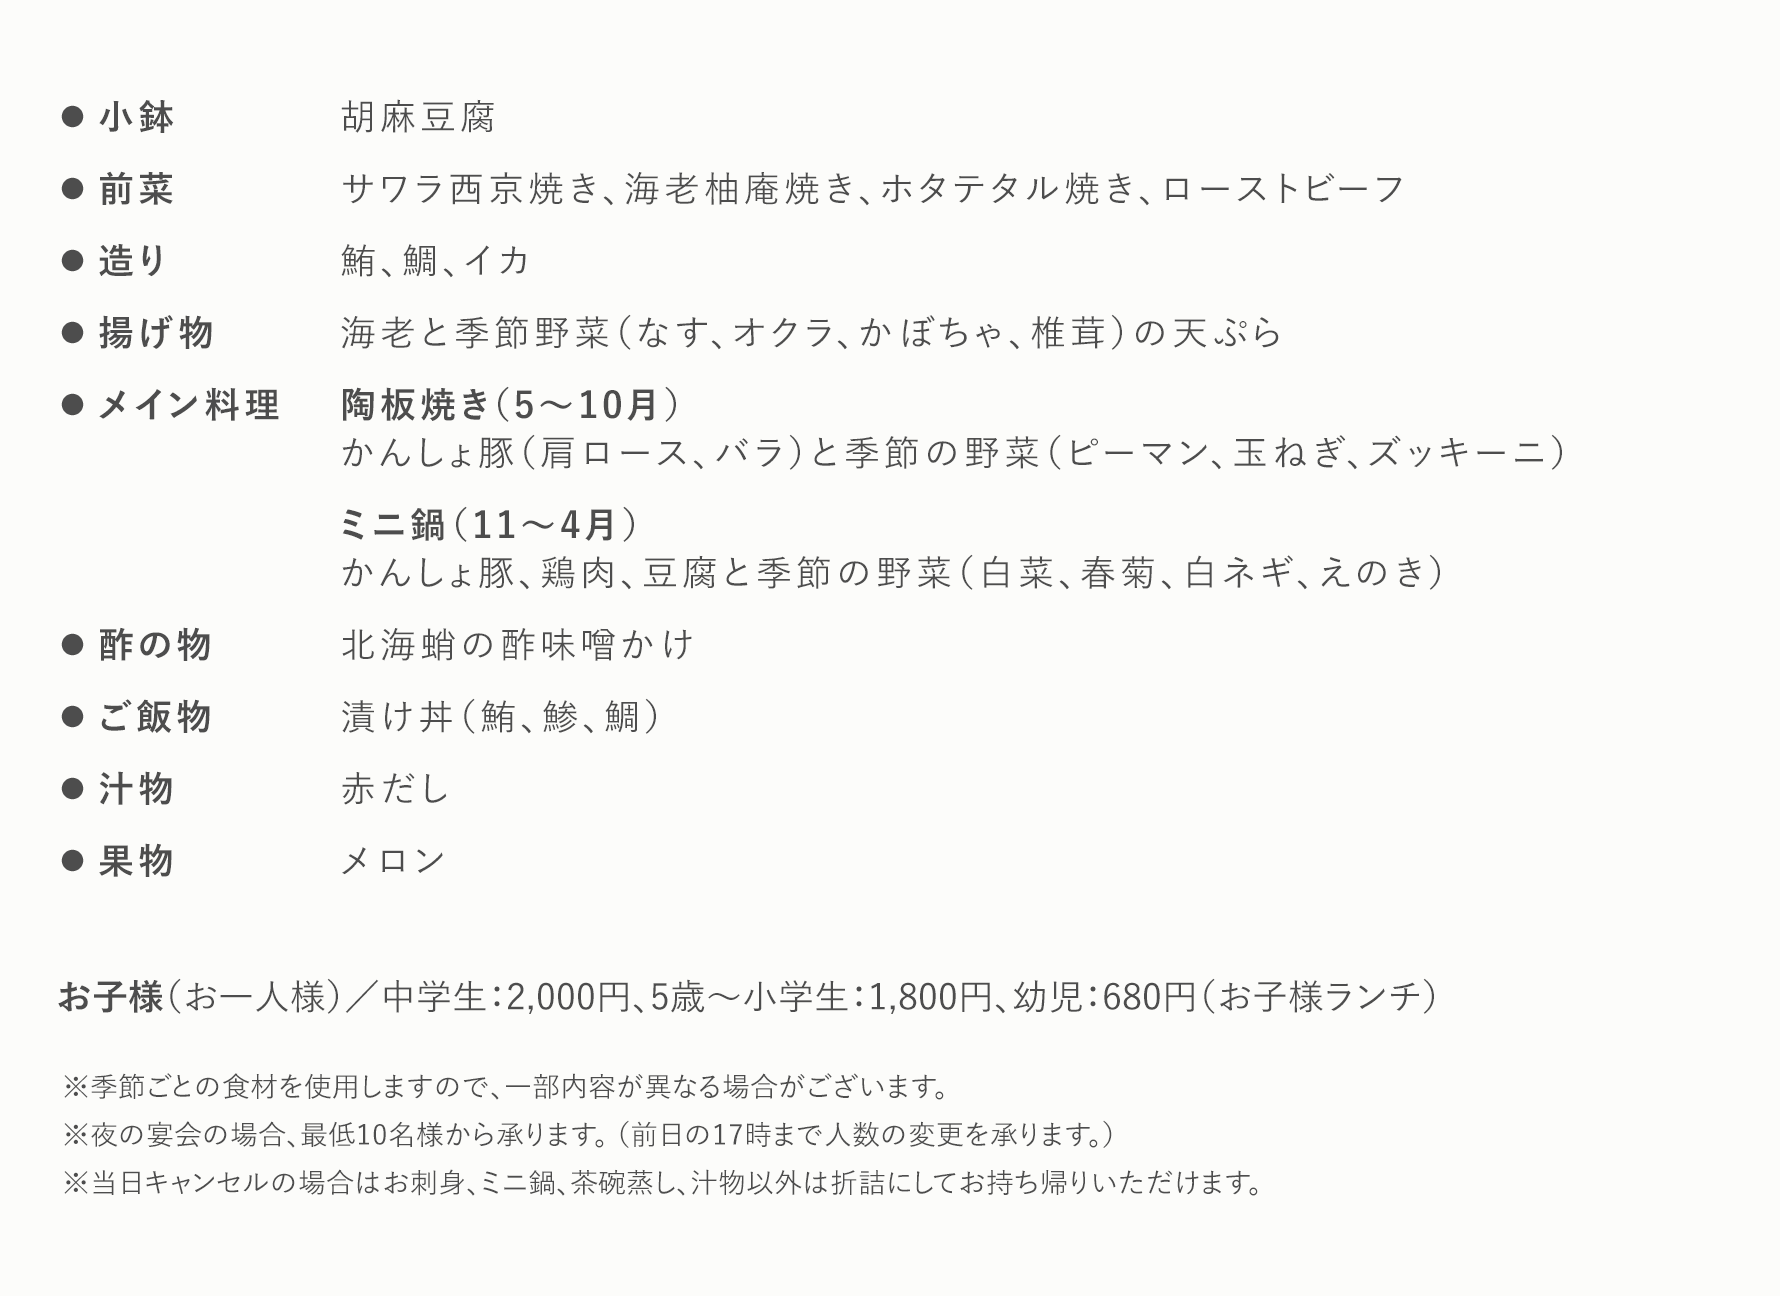 ● 小鉢 胡麻豆腐
● 前菜 サワラ西京焼き、海老柚庵焼き、ホタテタル焼き、ローストビーフ
● 造り 鮪、鯛、イカ
● 揚げ物 海老と季節野菜（なす、オクラ、かぼちゃ、椎茸）の天ぷら
● メイン料理 陶板焼き（5〜10月）
かんしょ豚（肩ロース、バラ）と季節の野菜（ピーマン、玉ねぎ、ズッキーニ）
ミニ鍋（11〜4月）
かんしょ豚、鶏肉、豆腐と季節の野菜（白菜、春菊、白ネギ、えのき）
● 酢の物 北海蛸の酢味噌かけ
● ご飯物 漬け丼（鮪、鯵、鯛）
● 汁物 赤だし
● 果物 メロン
お子様（お一人様）／中学生：2,000円、5歳〜小学生：1,800円、幼児：680円（お子様ランチ）
※季節ごとの食材を使用しますので、一部内容が異なる場合がございます。
※夜の宴会の場合、最低10名様から承ります。（前日の17時まで人数の変更を承ります。）
※当日キャンセルの場合はお刺身、ミニ鍋、茶碗蒸し、汁物以外は折詰にしてお持ち帰りいただけます。